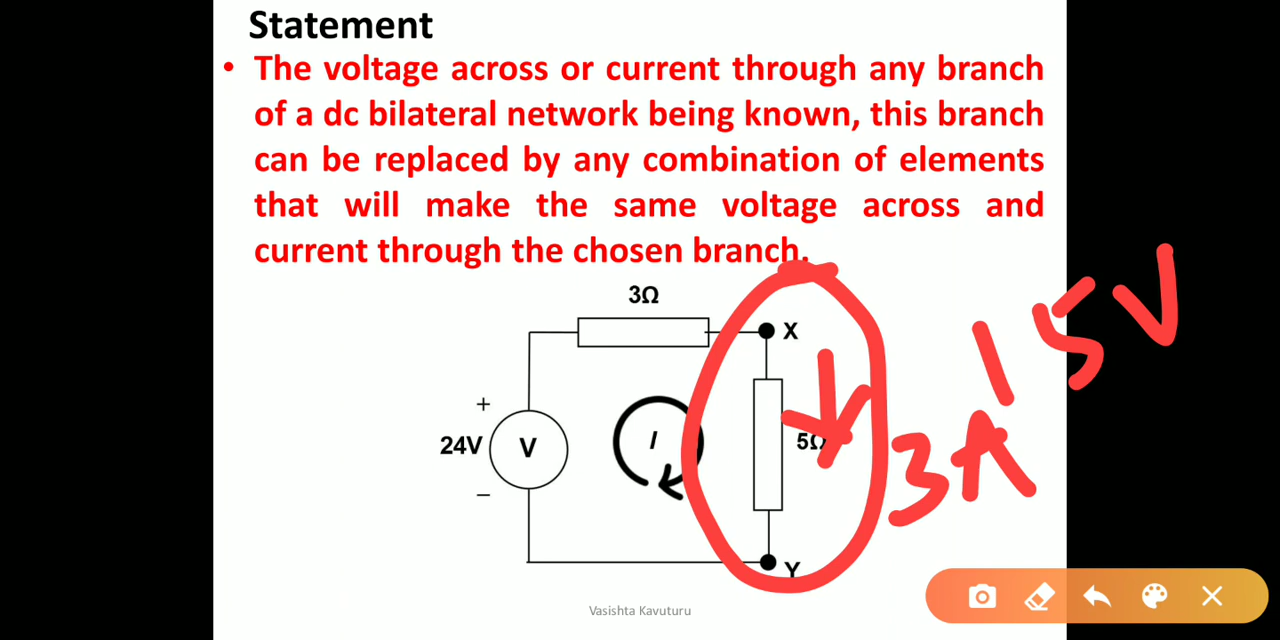 Statement
• The voltage across or current through any branch
of a dc bilateral network being known, this branch
can be replaced by any combination of elements
that will make the same voltage across and
current through the chosen branch.
3Ω
X
15V
+
24V
V
I
5Ω
3A
−
Y
Vasishta Kavuturu